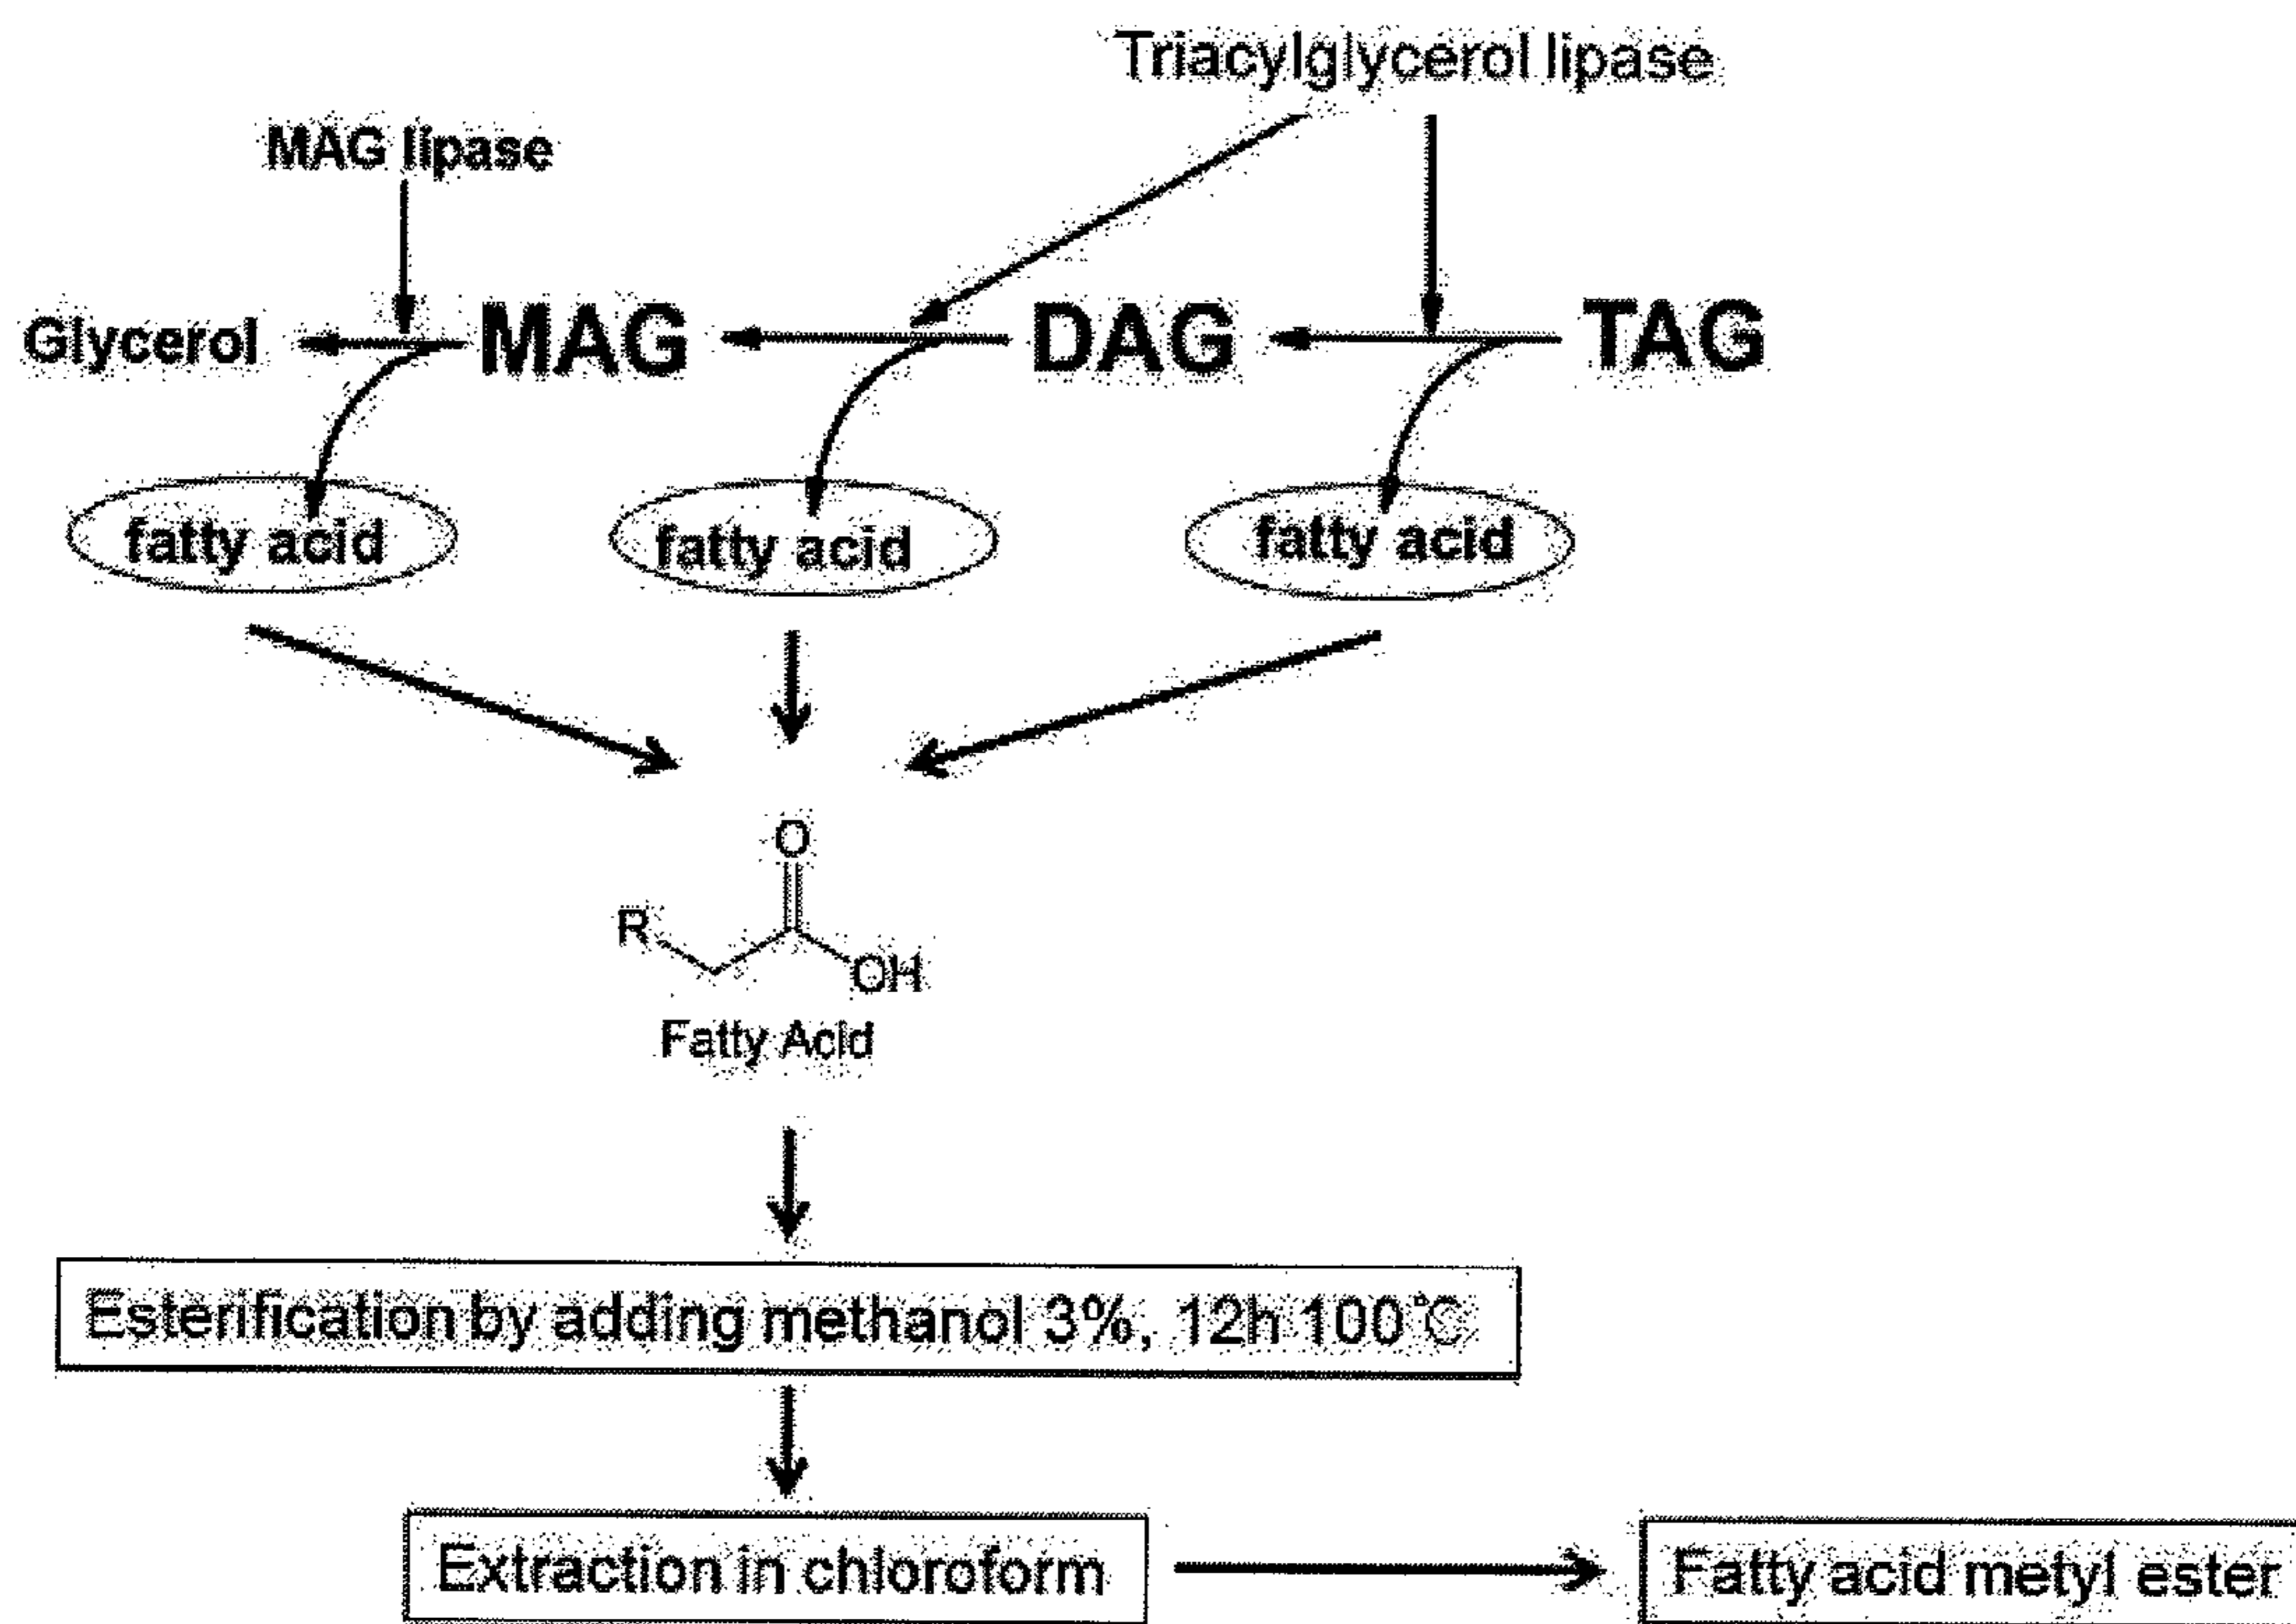 Triacylglycerol lipase
MAG lipase
Glycerol MAG DAG TAG
fatty acid fatty acid fatty acid
O
R
OH
Fatty Acid
Esterification by adding methanol 3%, 12h 100℃
Extraction in chloroform
Fatty acid metyl ester